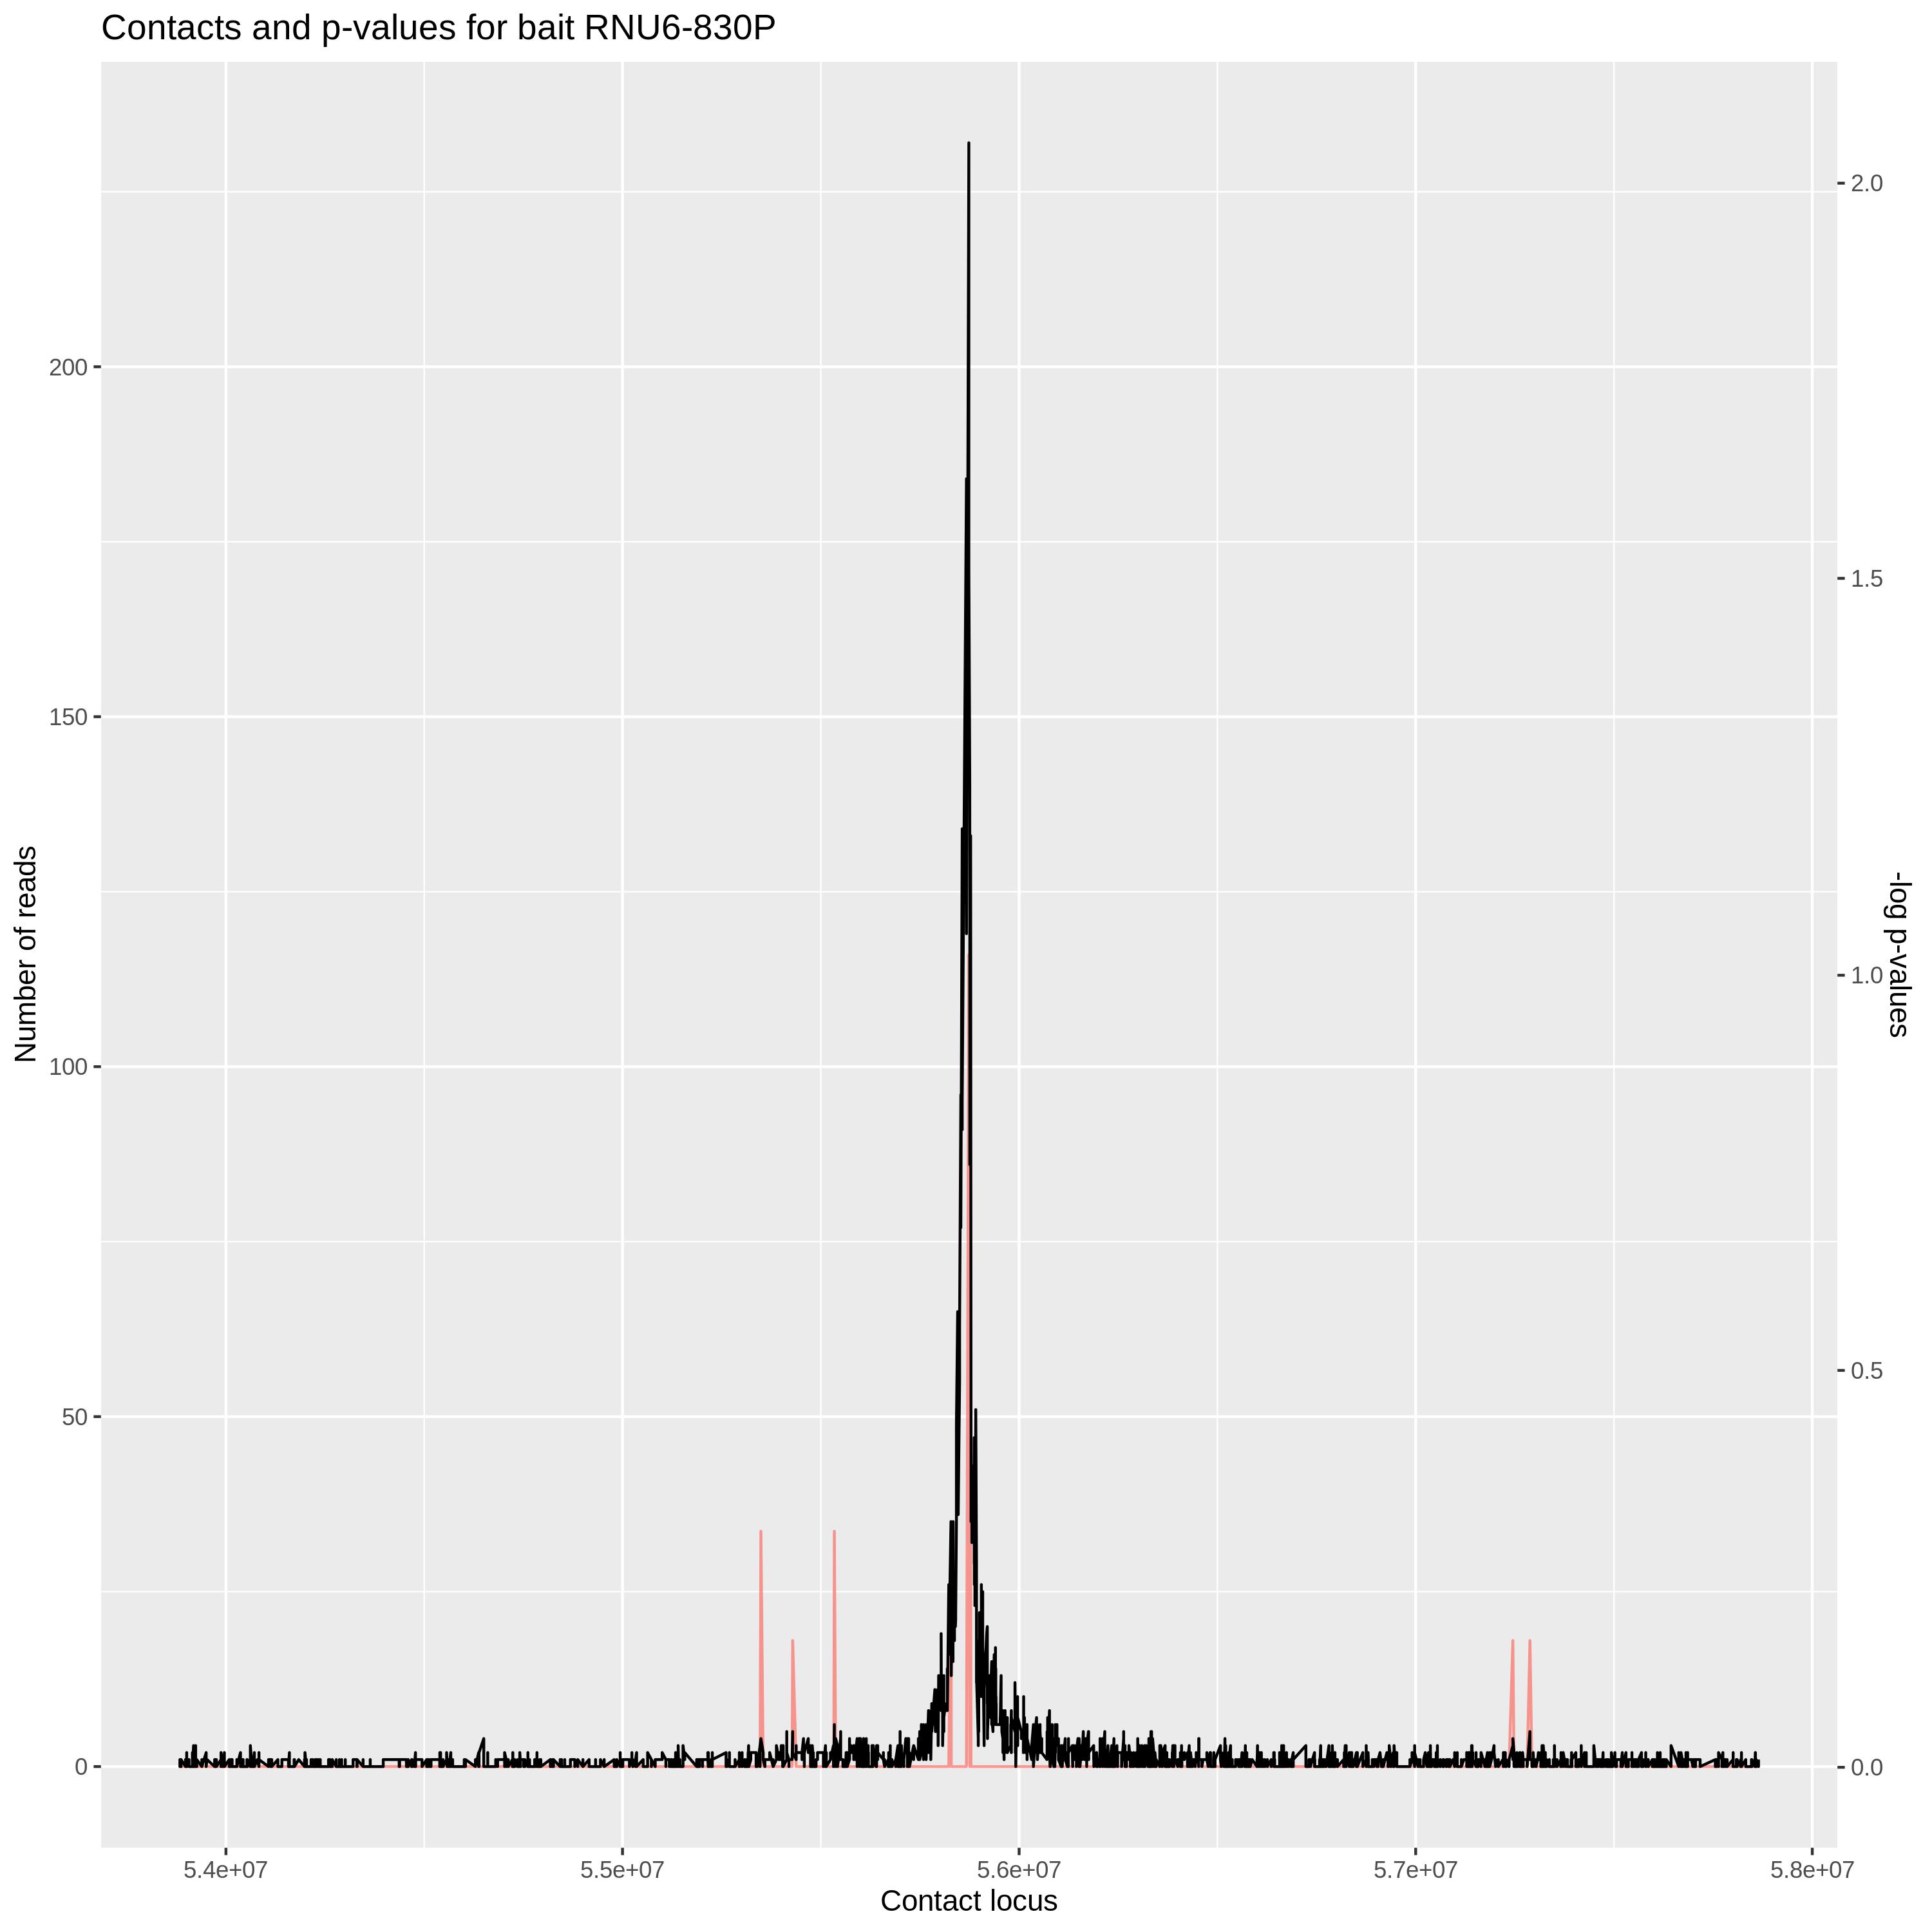 Contacts and p-values for bait RNU6-830P
Number of reads
200
150
100
50
0
2.0
1.5
1.0
0.5
0.0
-log p-values
5.4e+07
5.5e+07
5.6e+07
5.7e+07
5.8e+07
Contact locus